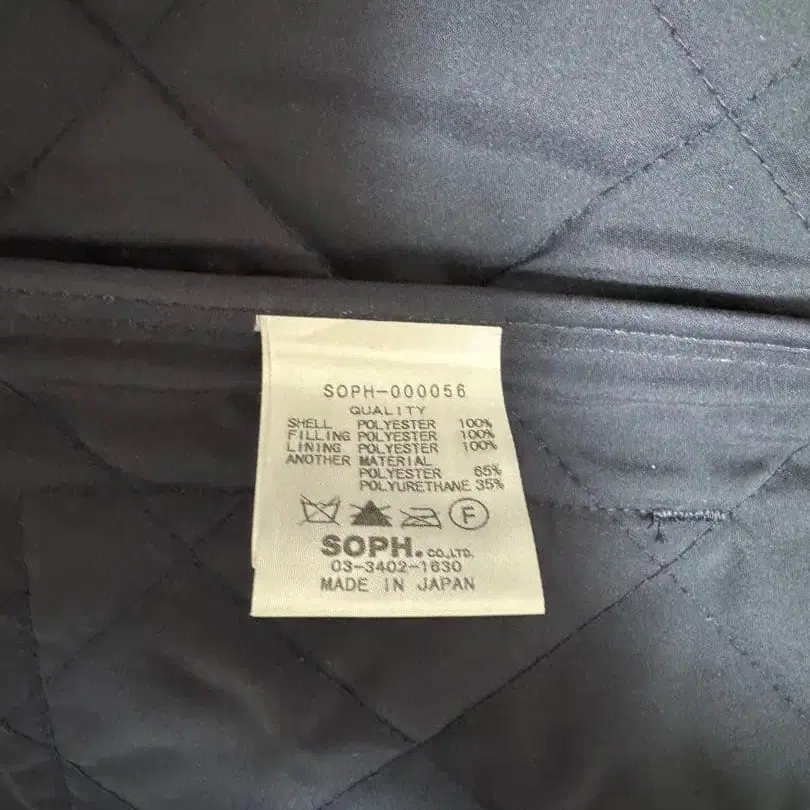 SOPH-000056
QUALITY
SHELL POLYESTER 100%
FILLING POLYESTER 100%
LINING POLYESTER 100%
ANOTHER MATERIAL
POLYESTER 65%
POLYURETHANE 35%
F
SOPH. CO.,LTD.
03-3402-1630
MADE IN JAPAN